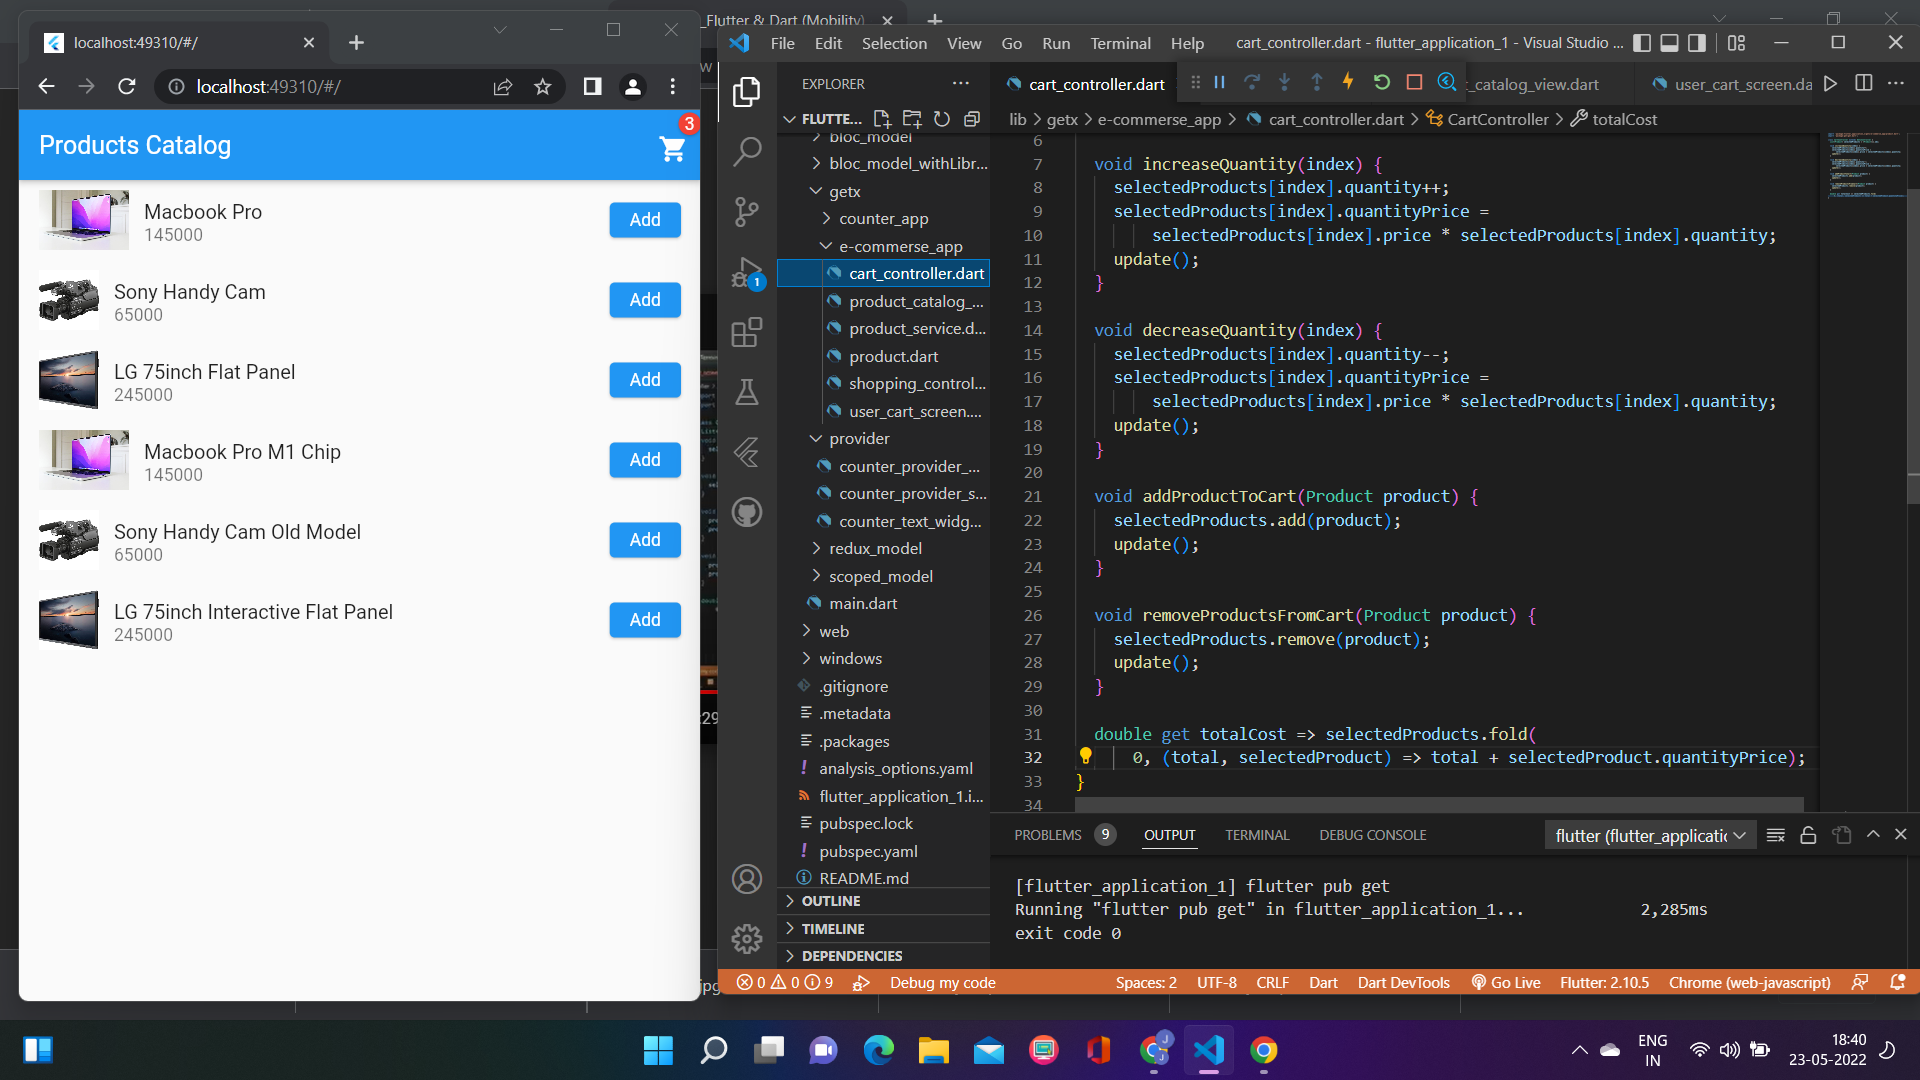 _Flutter & Dart (Mobility)
localhost:49310/#/
localhost:49310/#/
Products Catalog
3
Macbook Pro
145000
Add
Sony Handy Cam
65000
Add
LG 75inch Flat Panel
245000
Add
Macbook Pro M1 Chip
145000
Add
Sony Handy Cam Old Model
65000
Add
LG 75inch Interactive Flat Panel
245000
Add
File Edit Selection View Go Run Terminal Help
cart_controller.dart - flutter_application_1 - Visual Studio ...
EXPLORER
FLUTTE...
bloc_model
bloc_model_withLibr...
getx
counter_app
e-commerse_app
cart_controller.dart
product_catalog_...
product_service.d...
product.dart
shopping_control...
user_cart_screen....
provider
counter_provider_...
counter_provider_s...
counter_text_widg...
redux_model
scoped_model
main.dart
web
windows
.gitignore
.metadata
.packages
analysis_options.yaml
flutter_application_1.i...
pubspec.lock
pubspec.yaml
README.md
OUTLINE
TIMELINE
DEPENDENCIES
1
cart_controller.dart
_catalog_view.dart
user_cart_screen.da
lib > getx > e-commerse_app > cart_controller.dart > CartController > totalCost
6
7 void increaseQuantity(index) {
8 selectedProducts[index].quantity++;
9 selectedProducts[index].quantityPrice =
10 selectedProducts[index].price * selectedProducts[index].quantity;
11 update();
12 }
13
14 void decreaseQuantity(index) {
15 selectedProducts[index].quantity--;
16 selectedProducts[index].quantityPrice =
17 selectedProducts[index].price * selectedProducts[index].quantity;
18 update();
19 }
20
21 void addProductToCart(Product product) {
22 selectedProducts.add(product);
23 update();
24 }
25
26 void removeProductsFromCart(Product product) {
27 selectedProducts.remove(product);
28 update();
29 }
30
31 double get totalCost => selectedProducts.fold(
32 0, (total, selectedProduct) => total + selectedProduct.quantityPrice);
33 }
34
PROBLEMS 9 OUTPUT TERMINAL DEBUG CONSOLE
flutter (flutter_applicatic
[flutter_application_1] flutter pub get
Running "flutter pub get" in flutter_application_1... 2,285ms
exit code 0
0 0 9 Debug my code
Spaces: 2 UTF-8 CRLF Dart Dart DevTools Go Live Flutter: 2.10.5 Chrome (web-javascript)
ENG
IN
18:40
23-05-2022